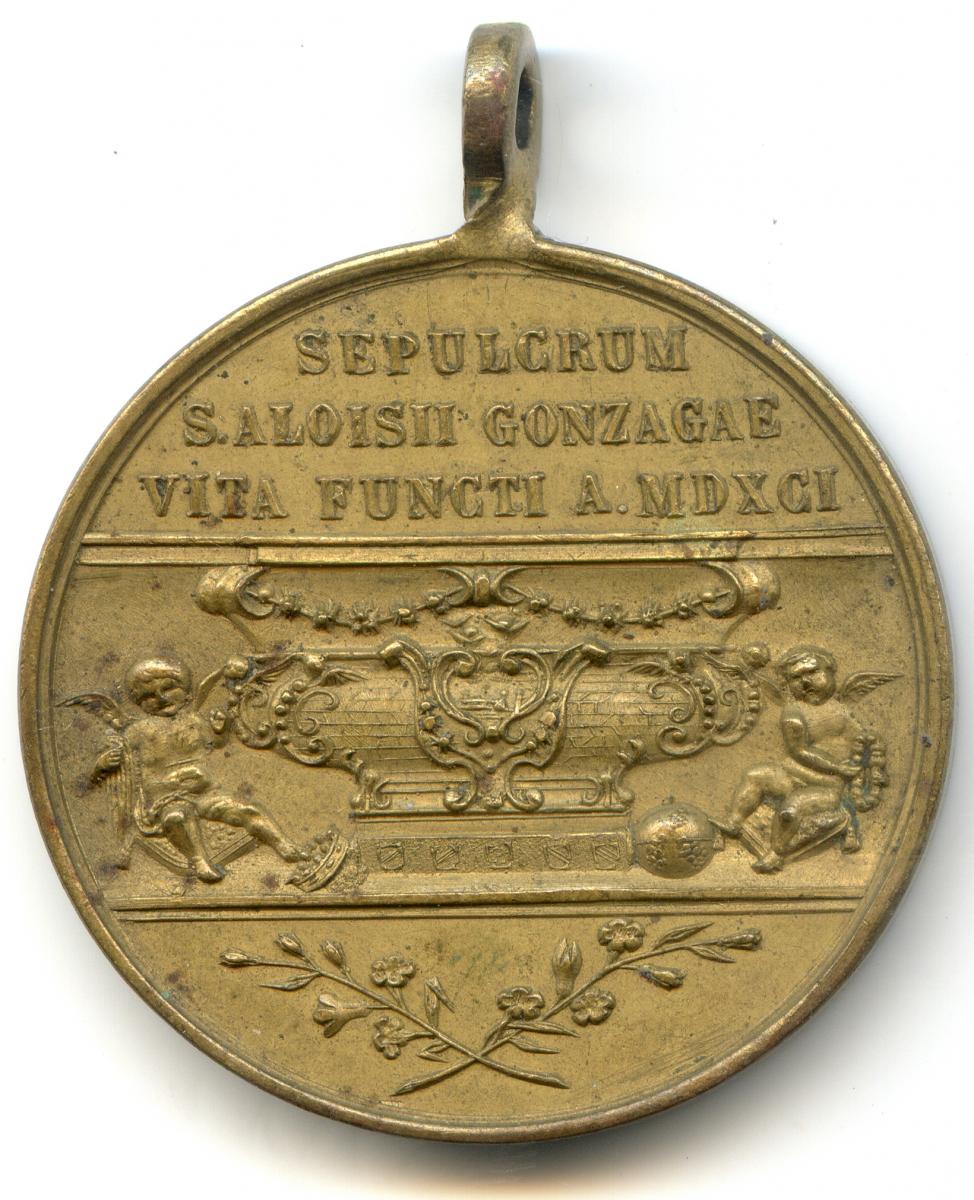 SEPULCRUM
S. ALOISII GONZAGAE
VITA FUNCTI A. MDXCI